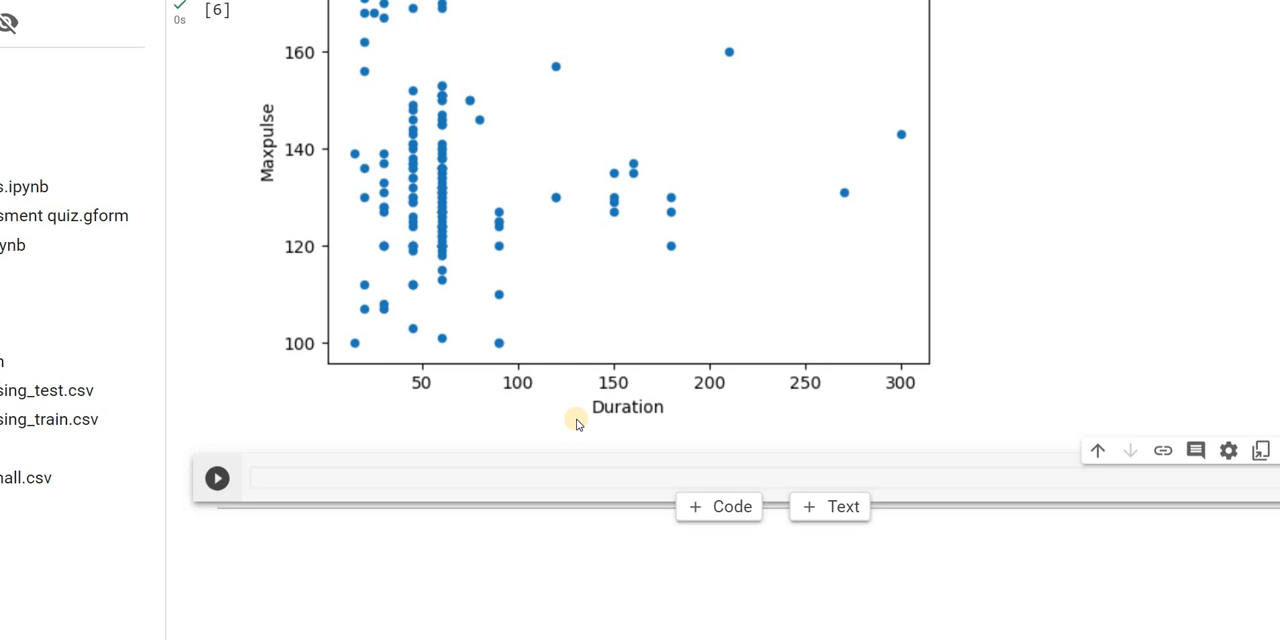 [6]
0s
160
140
120
100
Maxpulse
50 100 150 200 250 300
Duration
s.ipynb
sment quiz.gform
ynb
n
sing_test.csv
sing_train.csv
nall.csv
+ Code + Text